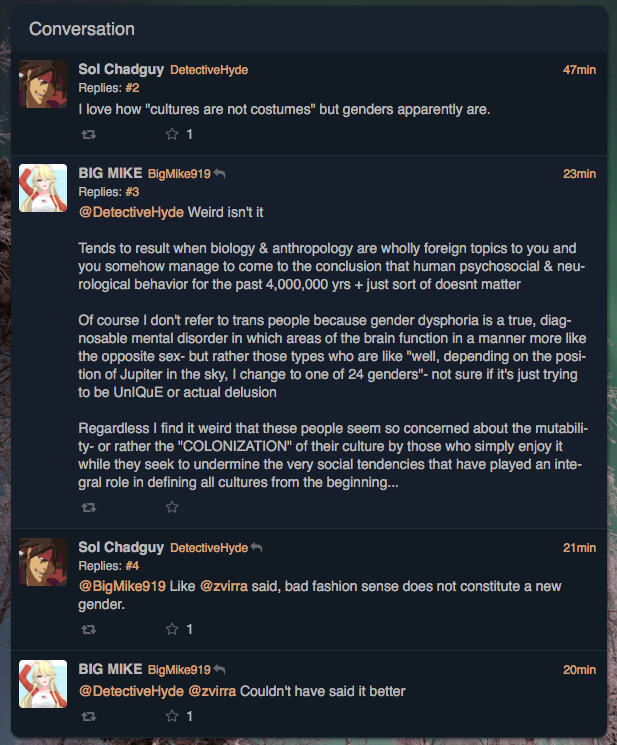 Conversation
Sol Chadguy DetectiveHyde 47min
Replies: #2
I love how "cultures are not costumes" but genders apparently are.
1
BIG MIKE BigMike919 23min
Replies: #3
@DetectiveHyde Weird isn't it
Tends to result when biology & anthropology are wholly foreign topics to you and
you somehow manage to come to the conclusion that human psychosocial & neu-
rological behavior for the past 4,000,000 yrs + just sort of doesnt matter
Of course I don't refer to trans people because gender dysphoria is a true, diag-
nosable mental disorder in which areas of the brain function in a manner more like
the opposite sex- but rather those types who are like "well, depending on the posi-
tion of Jupiter in the sky, I change to one of 24 genders"- not sure if it's just trying
to be UnIQuE or actual delusion
Regardless I find it weird that these people seem so concerned about the mutabili-
ty- or rather the "COLONIZATION" of their culture by those who simply enjoy it
while they seek to undermine the very social tendencies that have played an inte-
gral role in defining all cultures from the beginning...
Sol Chadguy DetectiveHyde 21min
Replies: #4
@BigMike919 Like @zvirra said, bad fashion sense does not constitute a new
gender.
1
BIG MIKE BigMike919 20min
@DetectiveHyde @zvirra Couldn't have said it better
1